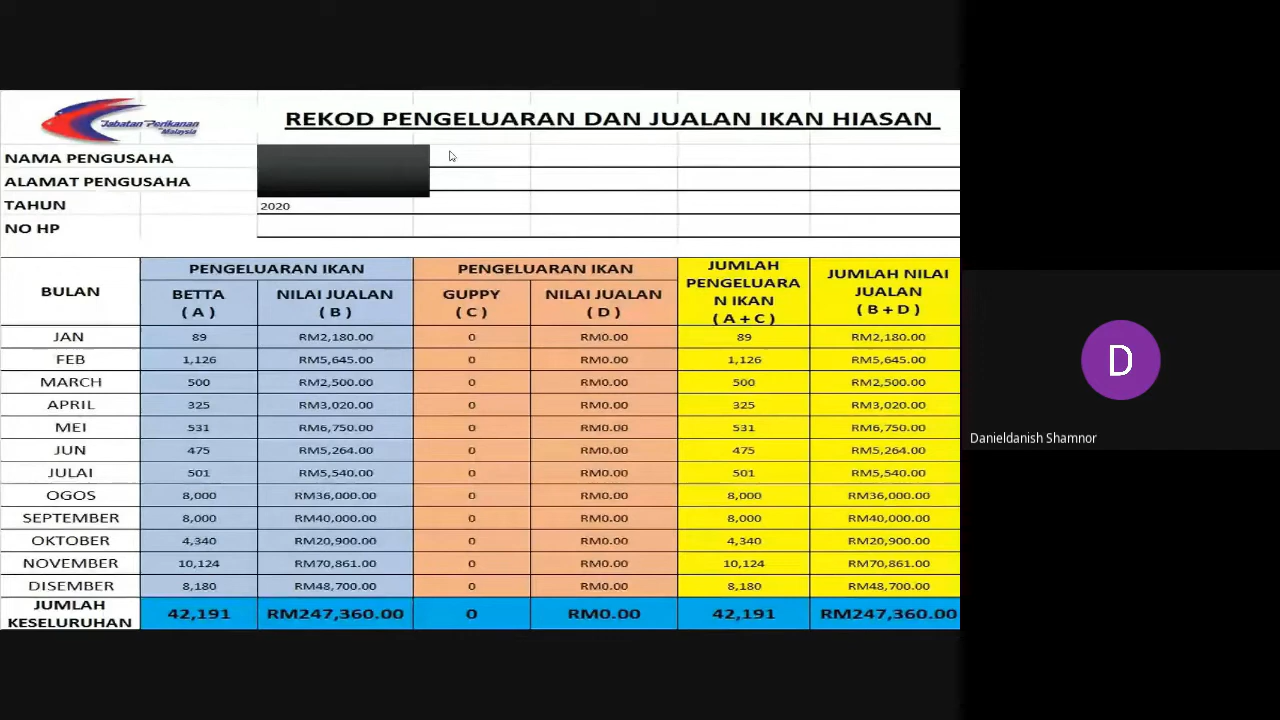 Jabatan Perikanan
Malaysia
REKOD PENGELUARAN DAN JUALAN IKAN HIASAN
NAMA PENGUSAHA
ALAMAT PENGUSAHA
TAHUN 2020
NO HP
BULAN PENGELUARAN IKAN PENGELUARAN IKAN JUMLAH PENGELUARA N IKAN ( A + C ) JUMLAH NILAI JUALAN ( B + D )
BETTA ( A ) NILAI JUALAN ( B ) GUPPY ( C ) NILAI JUALAN ( D )
JAN 89 RM2,180.00 0 RM0.00 89 RM2,180.00
FEB 1,126 RM5,645.00 0 RM0.00 1,126 RM5,645.00
MARCH 500 RM2,500.00 0 RM0.00 500 RM2,500.00
APRIL 325 RM3,020.00 0 RM0.00 325 RM3,020.00
MEI 531 RM6,750.00 0 RM0.00 531 RM6,750.00
JUN 475 RM5,264.00 0 RM0.00 475 RM5,264.00
JULAI 501 RM5,540.00 0 RM0.00 501 RM5,540.00
OGOS 8,000 RM36,000.00 0 RM0.00 8,000 RM36,000.00
SEPTEMBER 8,000 RM40,000.00 0 RM0.00 8,000 RM40,000.00
OKTOBER 4,340 RM20,900.00 0 RM0.00 4,340 RM20,900.00
NOVEMBER 10,124 RM70,861.00 0 RM0.00 10,124 RM70,861.00
DISEMBER 8,180 RM48,700.00 0 RM0.00 8,180 RM48,700.00
JUMLAH KESELURUHAN 42,191 RM247,360.00 0 RM0.00 42,191 RM247,360.00
D
Danieldanish Shamnor